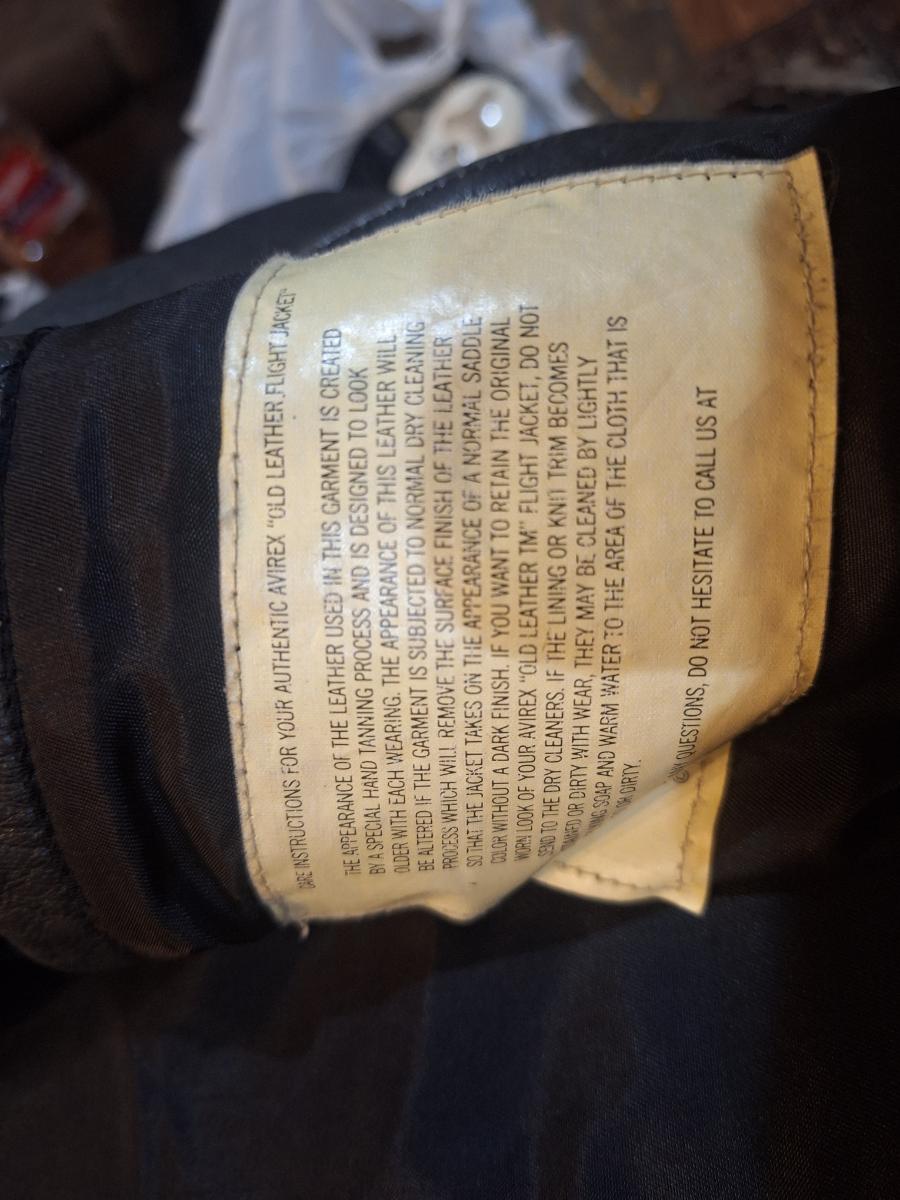 CARE INSTRUCTIONS FOR YOUR AUTHENTIC AVIREX "OLD LEATHER FLIGHT JACKET"
THE APPEARANCE OF THE LEATHER USED IN THIS GARMENT IS CREATED
BY A SPECIAL HAND TANNING PROCESS AND IS DESIGNED TO LOOK
OLDER WITH EACH WEARING. THE APPEARANCE OF THIS LEATHER WILL
BE ALTERED IF THE GARMENT IS SUBJECTED TO NORMAL DRY CLEANING
PROCESS WHICH WILL REMOVE THE SURFACE FINISH OF THE LEATHER
SO THAT THE JACKET TAKES ON THE APPEARANCE OF A NORMAL SADDLE
COLOR WITHOUT A DARK FINISH. IF YOU WANT TO RETAIN THE ORIGINAL
WORN LOOK OF YOUR AVIREX "OLD LEATHER TM" FLIGHT JACKET, DO NOT
SEND TO THE DRY CLEANERS. IF THE LINING OR KNIT TRIM BECOMES
OR DIRTY WITH WEAR, THEY MAY BE CLEANED BY LIGHTLY
SOAP AND WARM WATER TO THE AREA OF THE CLOTH THAT IS
OR DIRTY.
QUESTIONS, DO NOT HESITATE TO CALL US AT